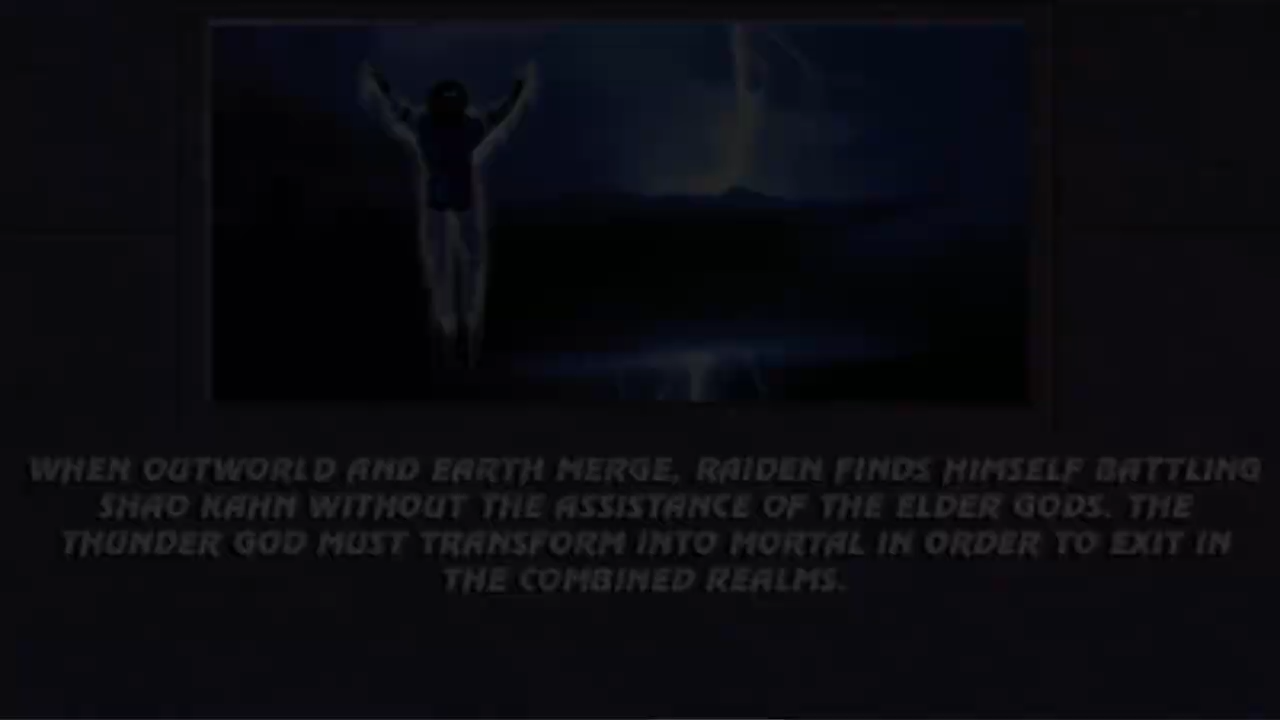 WHEN OUTWORLD AND EARTH MERGE, RAIDEN FINDS HIMSELF BATTLING
SHAO KAHN WITHOUT THE ASSISTANCE OF THE ELDER GODS. THE
THUNDER GOD MUST TRANSFORM INTO MORTAL IN ORDER TO EXIT IN
THE COMBINED REALMS.